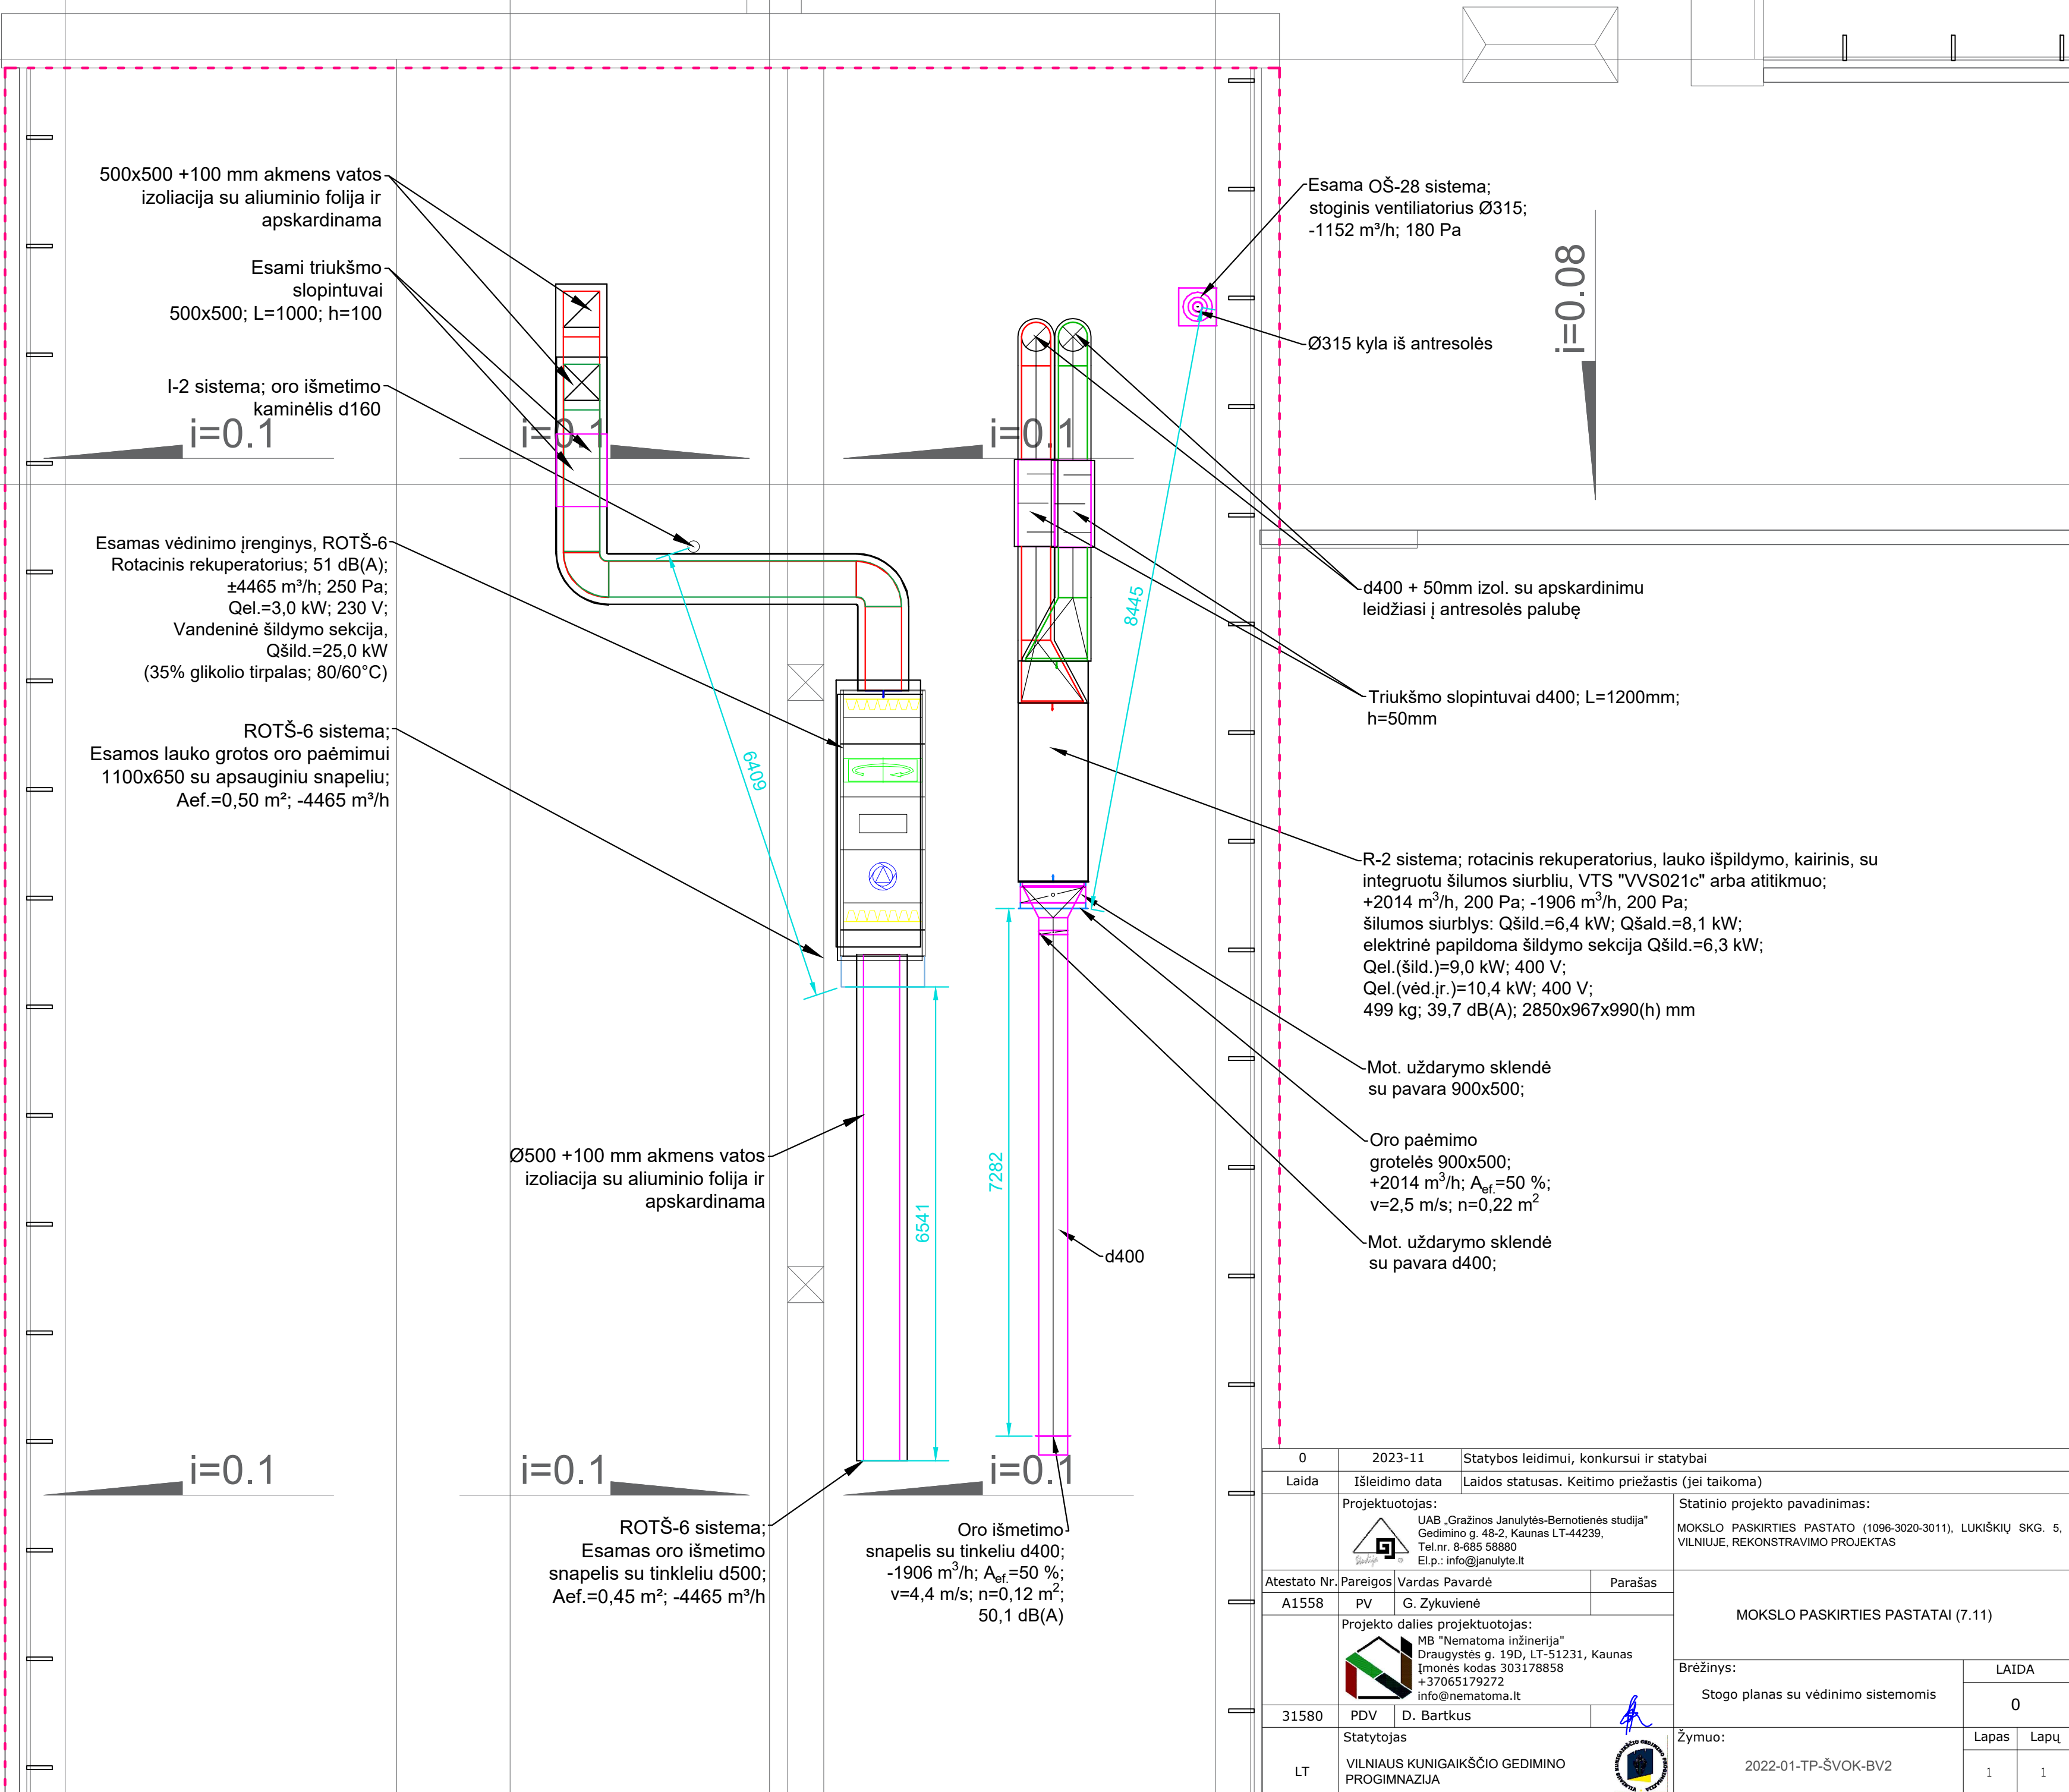 500x500 +100 mm akmens vatos
izoliacija su aliuminio folija ir
apskardinama
Esami triukšmo
slopintuvai
500x500; L=1000; h=100
I-2 sistema; oro išmetimo
kaminėlis d160
i=0.1
i=0.1
i=0.1
Esamas vėdinimo įrenginys, ROTŠ-6
Rotacinis rekuperatorius; 51 dB(A);
±4465 m³/h; 250 Pa;
Qel.=3,0 kW; 230 V;
Vandeninė šildymo sekcija,
Qšild.=25,0 kW
(35% glikolio tirpalas; 80/60°C)
ROTŠ-6 sistema;
Esamos lauko grotos oro paėmimui
1100x650 su apsauginiu snapeliu;
Aef.=0,50 m²; -4465 m³/h
6409
8445
Esama OŠ-28 sistema;
stoginis ventiliatorius Ø315;
-1152 m³/h; 180 Pa
i=0.08
Ø315 kyla iš antresolės
d400 + 50mm izol. su apskardinimu
leidžiasi į antresolės palubę
Triukšmo slopintuvai d400; L=1200mm;
h=50mm
R-2 sistema; rotacinis rekuperatorius, lauko išpildymo, kairinis, su
integruotu šilumos siurbliu, VTS "VVS021c" arba atitikmuo;
+2014 m³/h, 200 Pa; -1906 m³/h, 200 Pa;
šilumos siurblys: Qšild.=6,4 kW; Qšald.=8,1 kW;
elektrinė papildoma šildymo sekcija Qšild.=6,3 kW;
Qel.(šild.)=9,0 kW; 400 V;
Qel.(vėd.įr.)=10,4 kW; 400 V;
499 kg; 39,7 dB(A); 2850x967x990(h) mm
Mot. uždarymo sklendė
su pavara 900x500;
Oro paėmimo
grotelės 900x500;
+2014 m³/h; Aef.=50 %;
v=2,5 m/s; n=0,22 m²
Mot. uždarymo sklendė
su pavara d400;
Ø500 +100 mm akmens vatos
izoliacija su aliuminio folija ir
apskardinama
6541
7282
d400
i=0.1
i=0.1
i=0.1
ROTŠ-6 sistema;
Esamas oro išmetimo
snapelis su tinkleliu d500;
Aef.=0,45 m²; -4465 m³/h
Oro išmetimo
snapelis su tinkeliu d400;
-1906 m³/h; Aef.=50 %;
v=4,4 m/s; n=0,12 m²;
50,1 dB(A)
0 2023-11 Statybos leidimui, konkursui ir statybai
Laida Išleidimo data Laidos statusas. Keitimo priežastis (jei taikoma)
Projektuotojas:
UAB „Gražinos Janulytės-Bernotienės studija"
Gedimino g. 48-2, Kaunas LT-44239,
Tel.nr. 8-685 58880
El.p.: info@janulyte.lt
Studija ®
Statinio projekto pavadinimas:
MOKSLO PASKIRTIES PASTATO (1096-3020-3011), LUKIŠKIŲ SKG. 5,
VILNIUJE, REKONSTRAVIMO PROJEKTAS
Atestato Nr. Pareigos Vardas Pavardė Parašas
A1558 PV G. Zykuvienė
MOKSLO PASKIRTIES PASTATAI (7.11)
Projekto dalies projektuotojas:
MB "Nematoma inžinerija"
Draugystės g. 19D, LT-51231, Kaunas
Įmonės kodas 303178858
+37065179272
info@nematoma.lt
Brėžinys:
Stogo planas su vėdinimo sistemomis
LAIDA
0
31580 PDV D. Bartkus
Statytojas
LT
VILNIAUS KUNIGAIKŠČIO GEDIMINO
PROGIMNAZIJA
Žymuo:
2022-01-TP-ŠVOK-BV2
Lapas Lapų
1 1